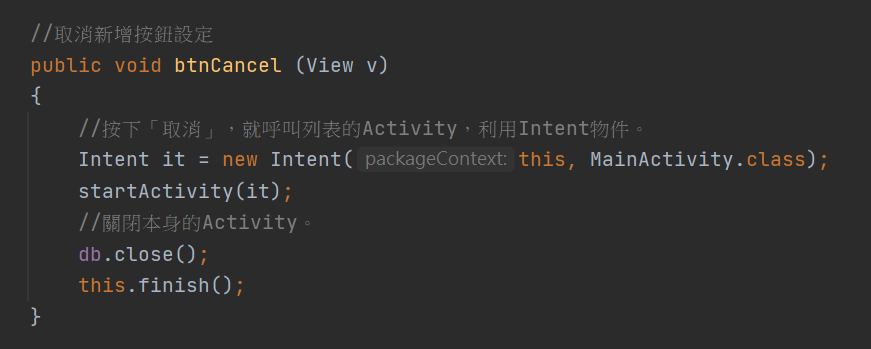 //取消新增按鈕設定
public void btnCancel (View v)
{
//按下「取消」，就呼叫列表的Activity，利用Intent物件。
Intent it = new Intent( packageContext: this, MainActivity.class);
startActivity(it);
//關閉本身的Activity。
db.close();
this.finish();
}